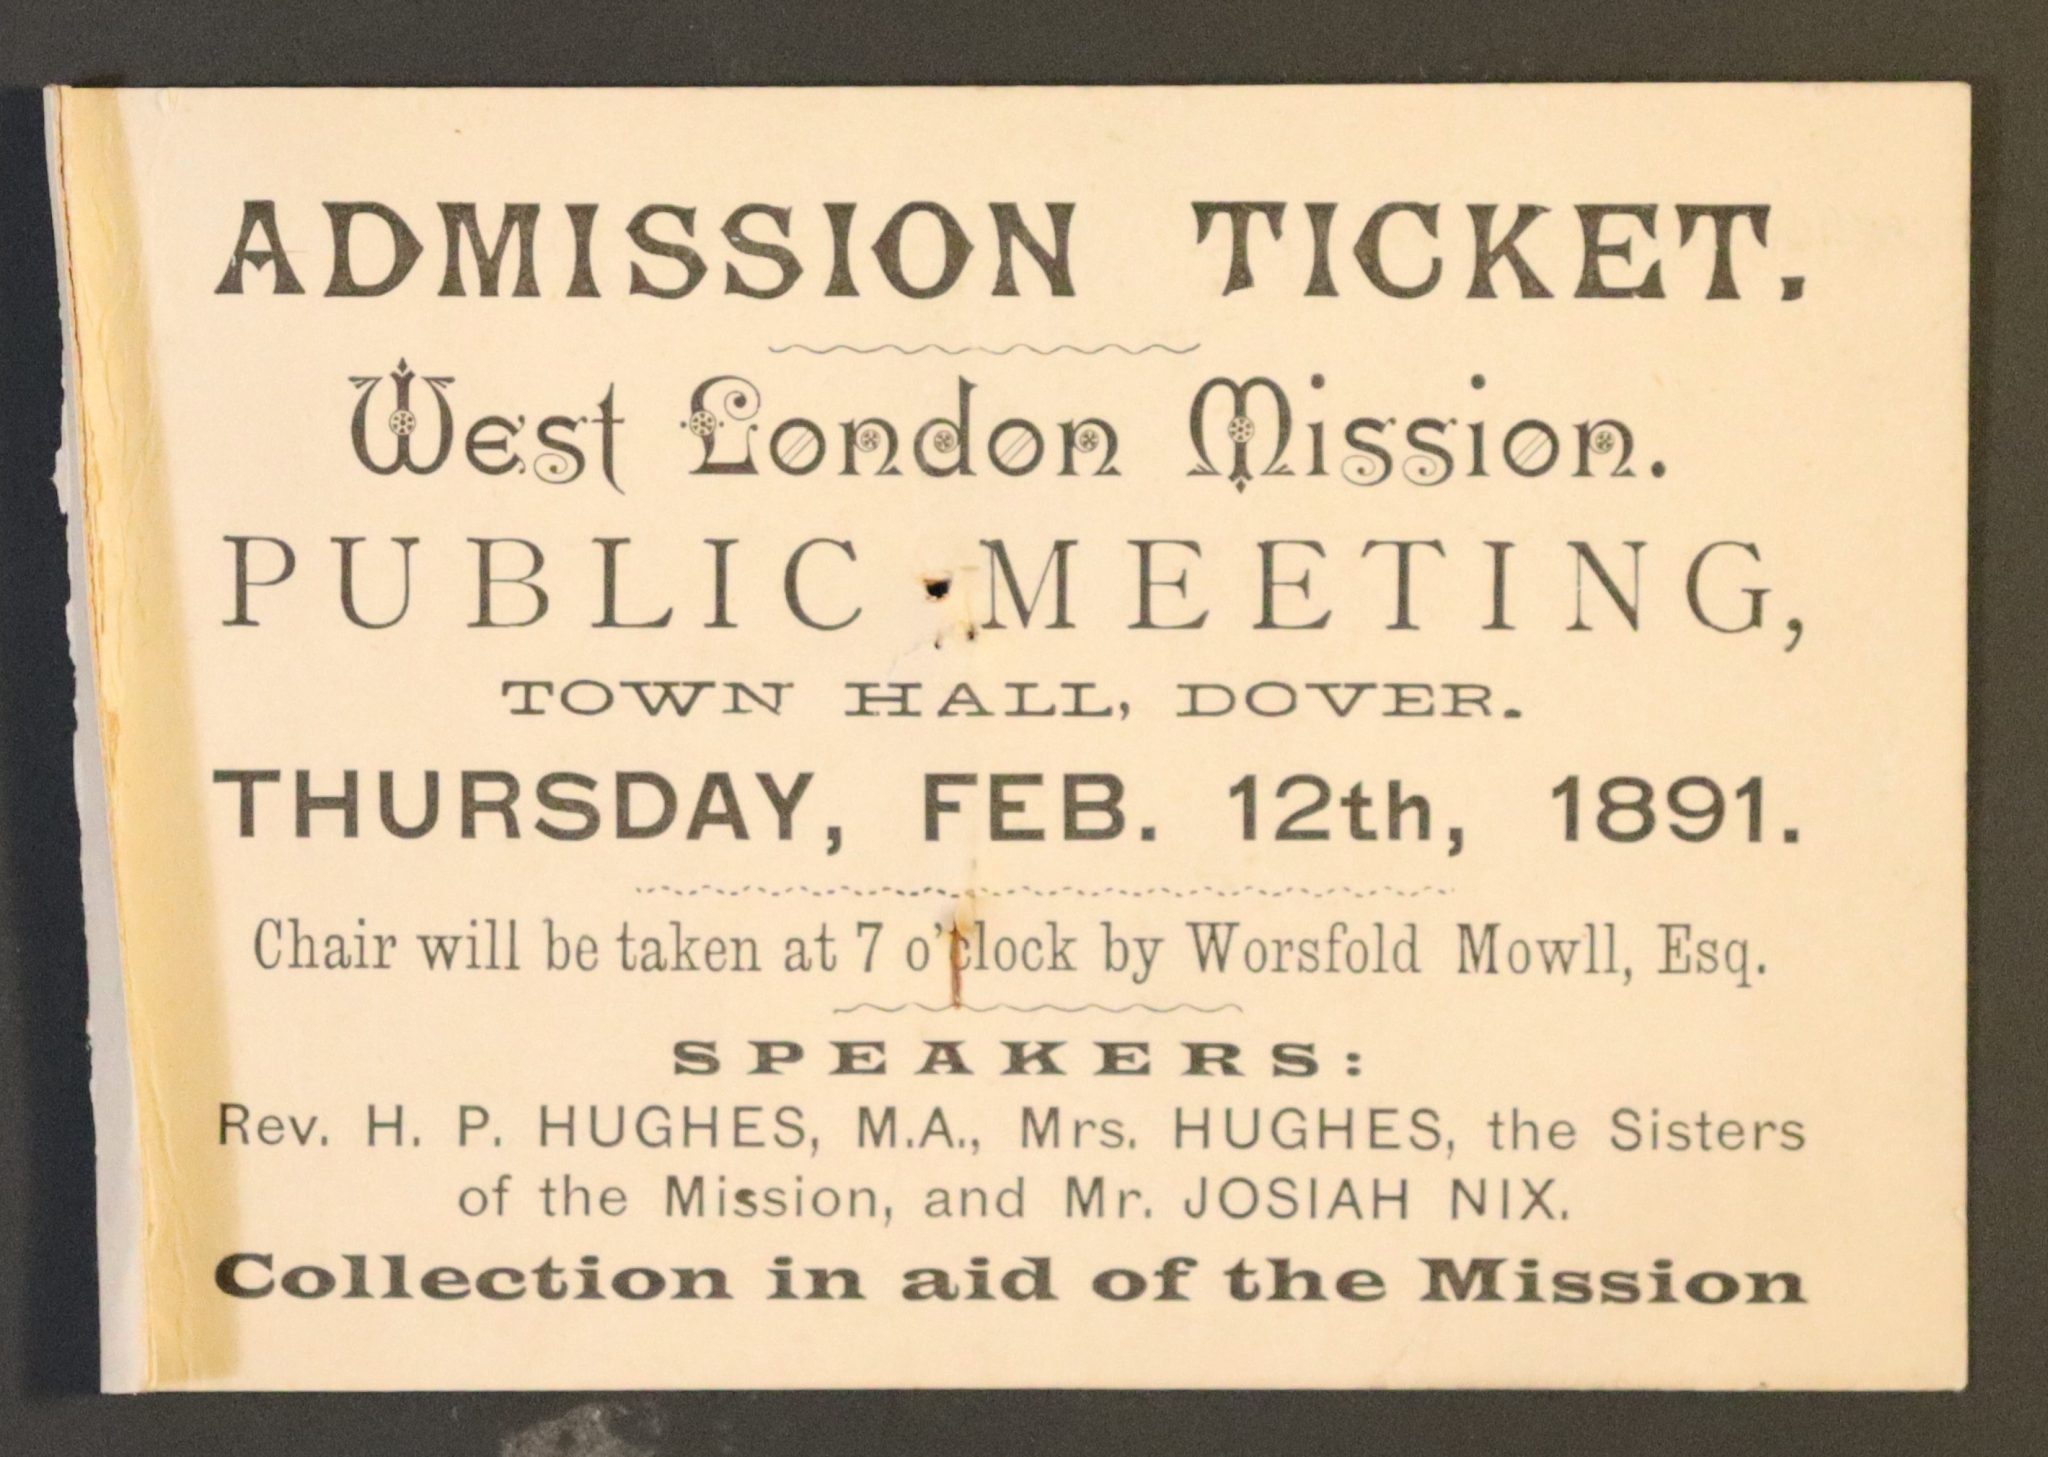 ADMISSION TICKET.
West London Mission.
PUBLIC MEETING,
TOWN HALL, DOVER.
THURSDAY, FEB. 12th, 1891.
Chair will be taken at 7 o'clock by Worsfold Mowll, Esq.
SPEAKERS:
Rev. H. P. HUGHES, M.A., Mrs. HUGHES, the Sisters
of the Mission, and Mr. JOSIAH NIX.
Collection in aid of the Mission